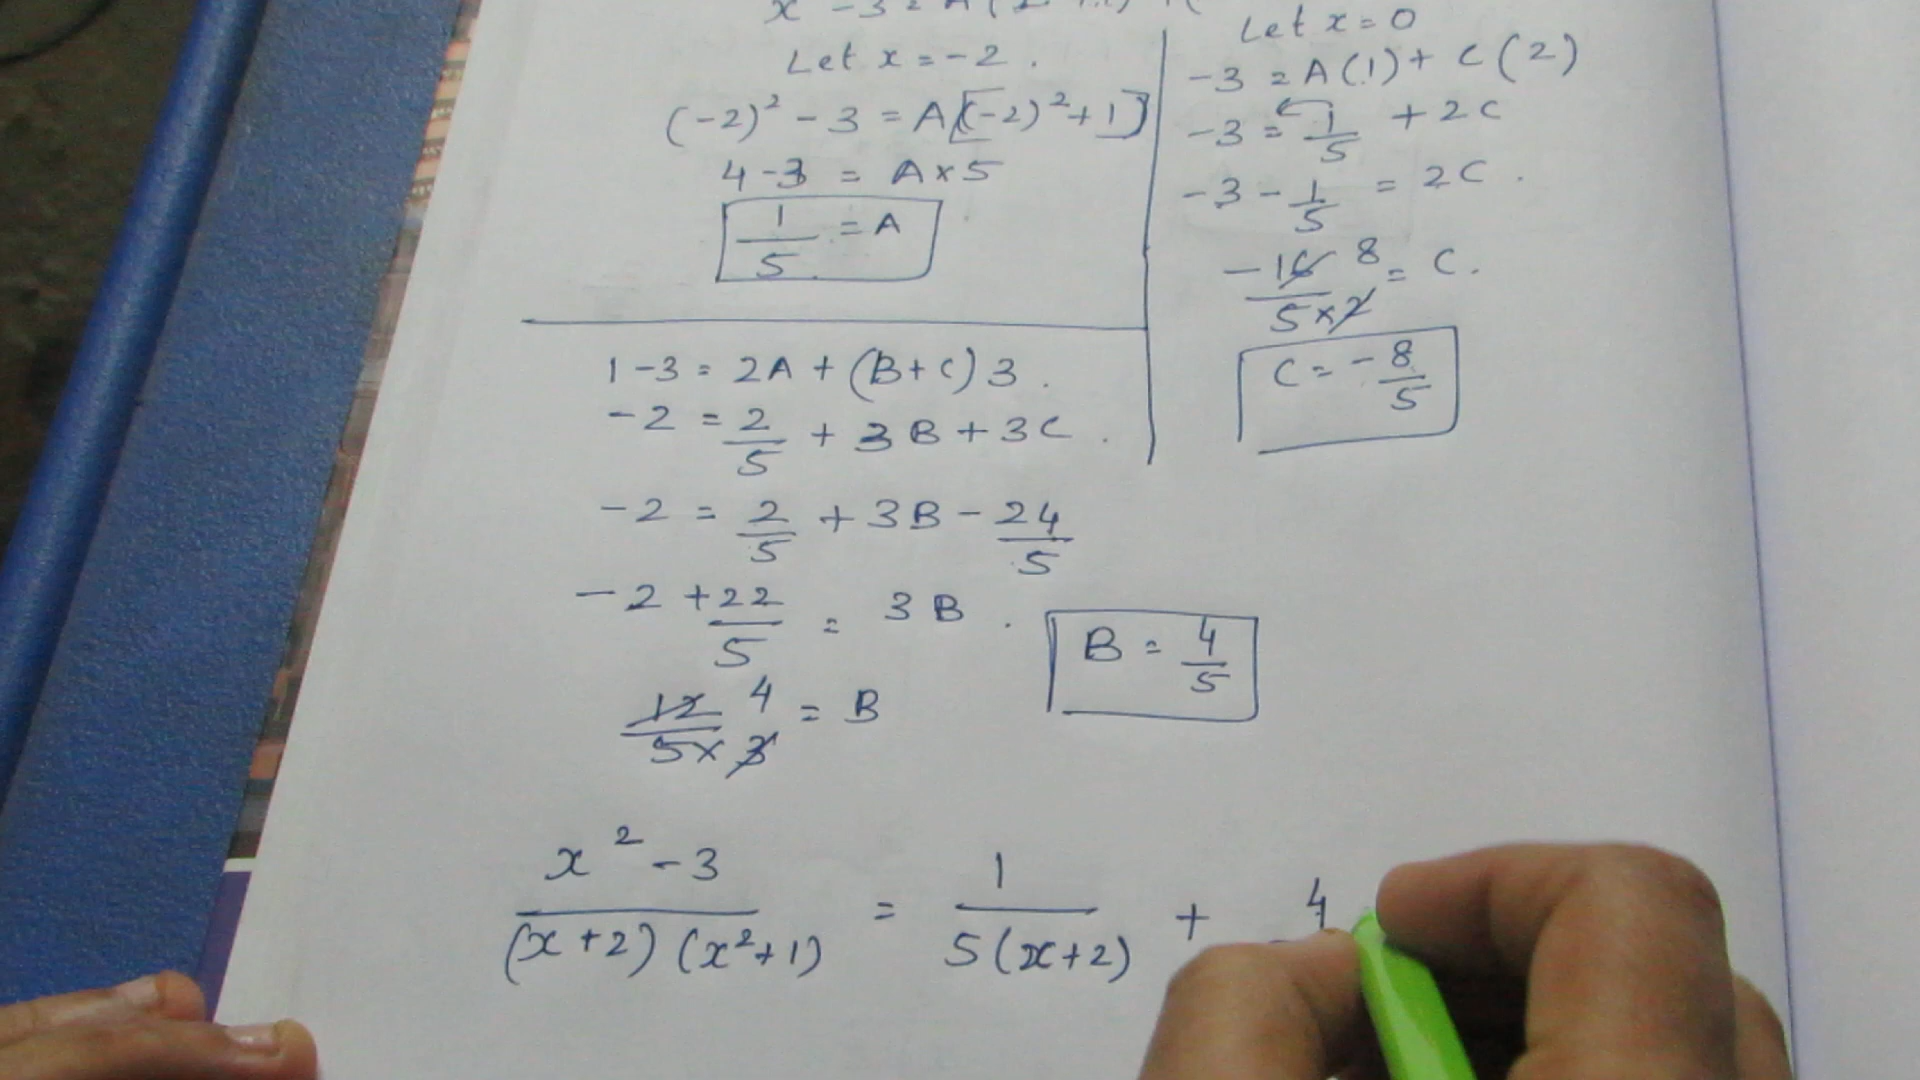 Let x = -2 .
(-2)² - 3 = A[(-2)² + 1]
4 - 3 = A x 5
1/5 = A
Let x = 0
-3 = A(1) + C(2)
-3 = 1/5 + 2C
-3 - 1/5 = 2C .
-16 8 / 5 x 2 = C .
C = - 8/5
1 - 3 = 2A + (B + C) 3 .
-2 = 2/5 + 3B + 3C .
-2 = 2/5 + 3B - 24/5
-2 + 22/5 = 3B .
12 4 / 5 x 3 = B
B = 4/5
x² - 3 / (x + 2) (x² + 1) = 1 / 5(x + 2) + 4